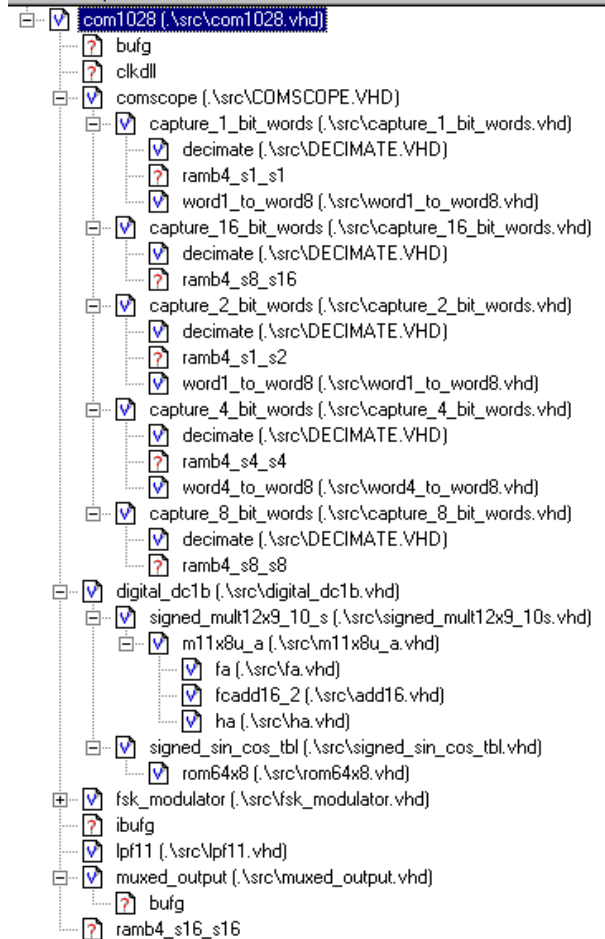 com1028 (.\src\com1028.vhd)
bufg
clkdll
comscope (.\src\COMSCOPE.VHD)
capture_1_bit_words (.\src\capture_1_bit_words.vhd)
decimate (.\src\DECIMATE.VHD)
ramb4_s1_s1
word1_to_word8 (.\src\word1_to_word8.vhd)
capture_16_bit_words (.\src\capture_16_bit_words.vhd)
decimate (.\src\DECIMATE.VHD)
ramb4_s8_s16
capture_2_bit_words (.\src\capture_2_bit_words.vhd)
decimate (.\src\DECIMATE.VHD)
ramb4_s1_s2
word1_to_word8 (.\src\word1_to_word8.vhd)
capture_4_bit_words (.\src\capture_4_bit_words.vhd)
decimate (.\src\DECIMATE.VHD)
ramb4_s4_s4
word4_to_word8 (.\src\word4_to_word8.vhd)
capture_8_bit_words (.\src\capture_8_bit_words.vhd)
decimate (.\src\DECIMATE.VHD)
ramb4_s8_s8
digital_dc1b (.\src\digital_dc1b.vhd)
signed_mult12x9_10_s (.\src\signed_mult12x9_10s.vhd)
m11x8u_a (.\src\m11x8u_a.vhd)
fa (.\src\fa.vhd)
fcadd16_2 (.\src\add16.vhd)
ha (.\src\ha.vhd)
signed_sin_cos_tbl (.\src\signed_sin_cos_tbl.vhd)
rom64x8 (.\src\rom64x8.vhd)
fsk_modulator (.\src\fsk_modulator.vhd)
ibufg
lpf11 (.\src\lpf11.vhd)
muxed_output (.\src\muxed_output.vhd)
bufg
ramb4_s16_s16